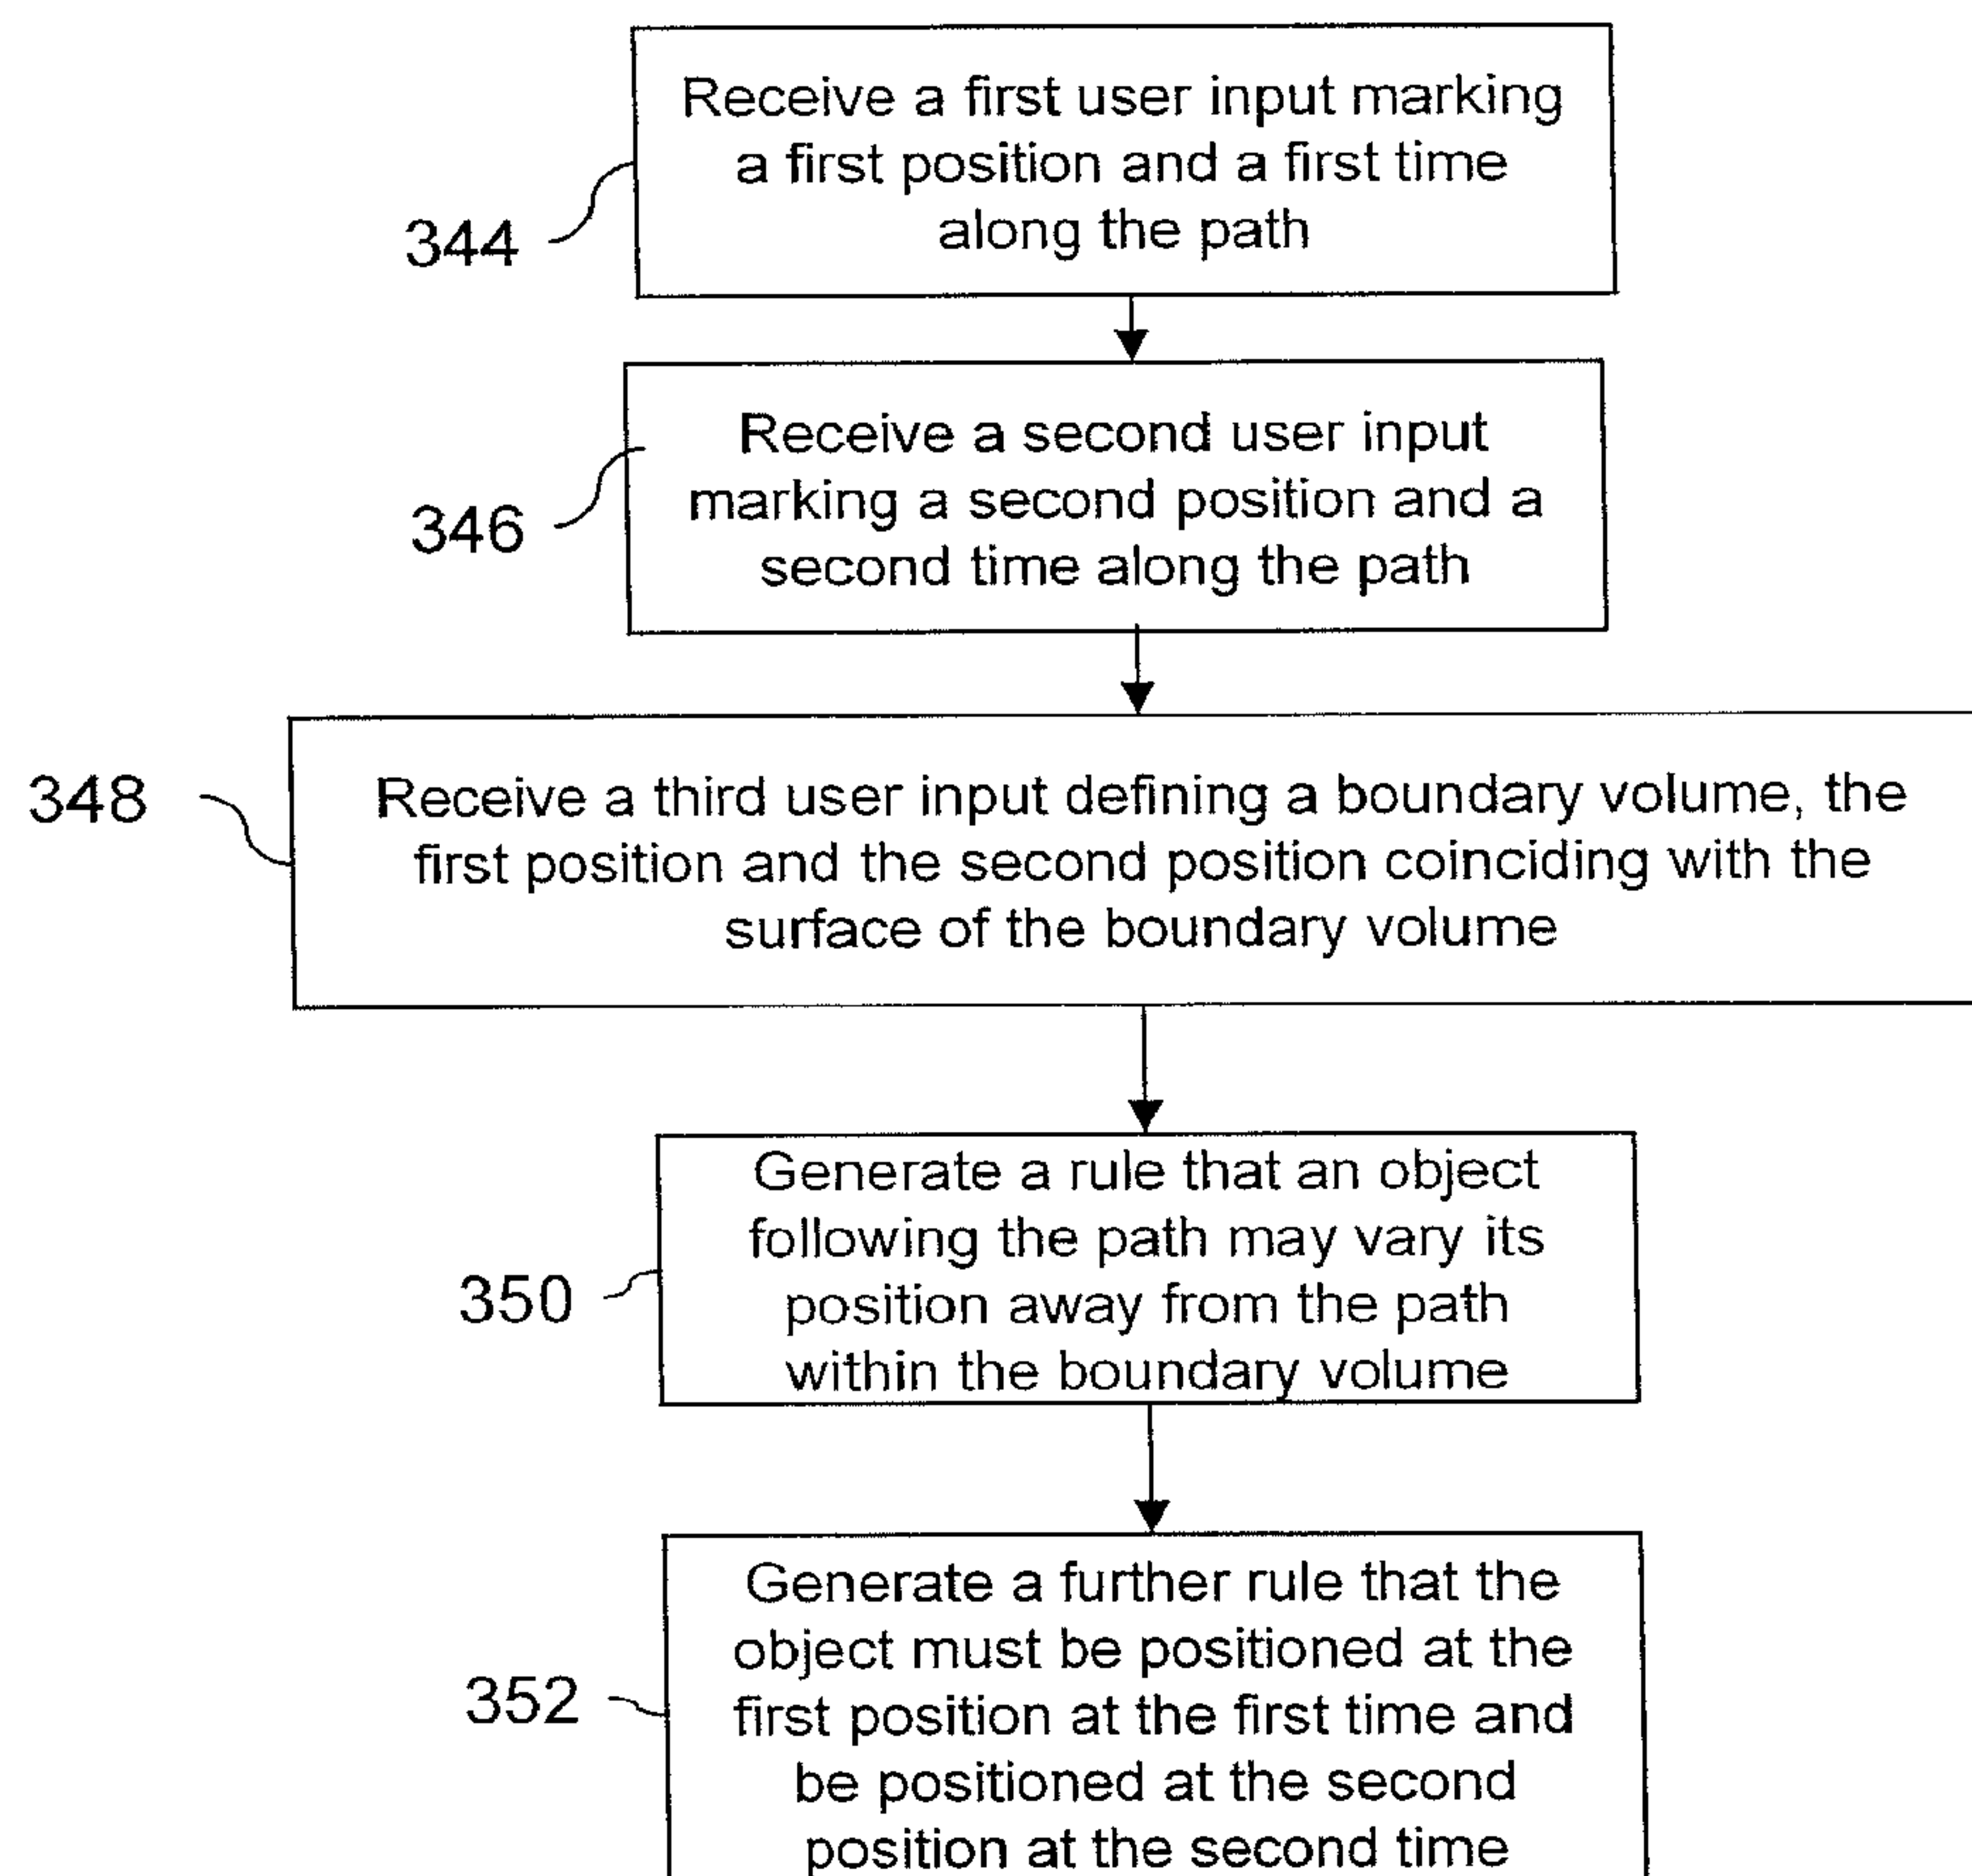 Receive a first user input marking
a first position and a first time
along the path
344
Receive a second user input
marking a second position and a
second time along the path
346
Receive a third user input defining a boundary volume, the
first position and the second position coinciding with the
surface of the boundary volume
348
Generate a rule that an object
following the path may vary its
position away from the path
within the boundary volume
350
Generate a further rule that the
object must be positioned at the
first position at the first time and
be positioned at the second
position at the second time
352